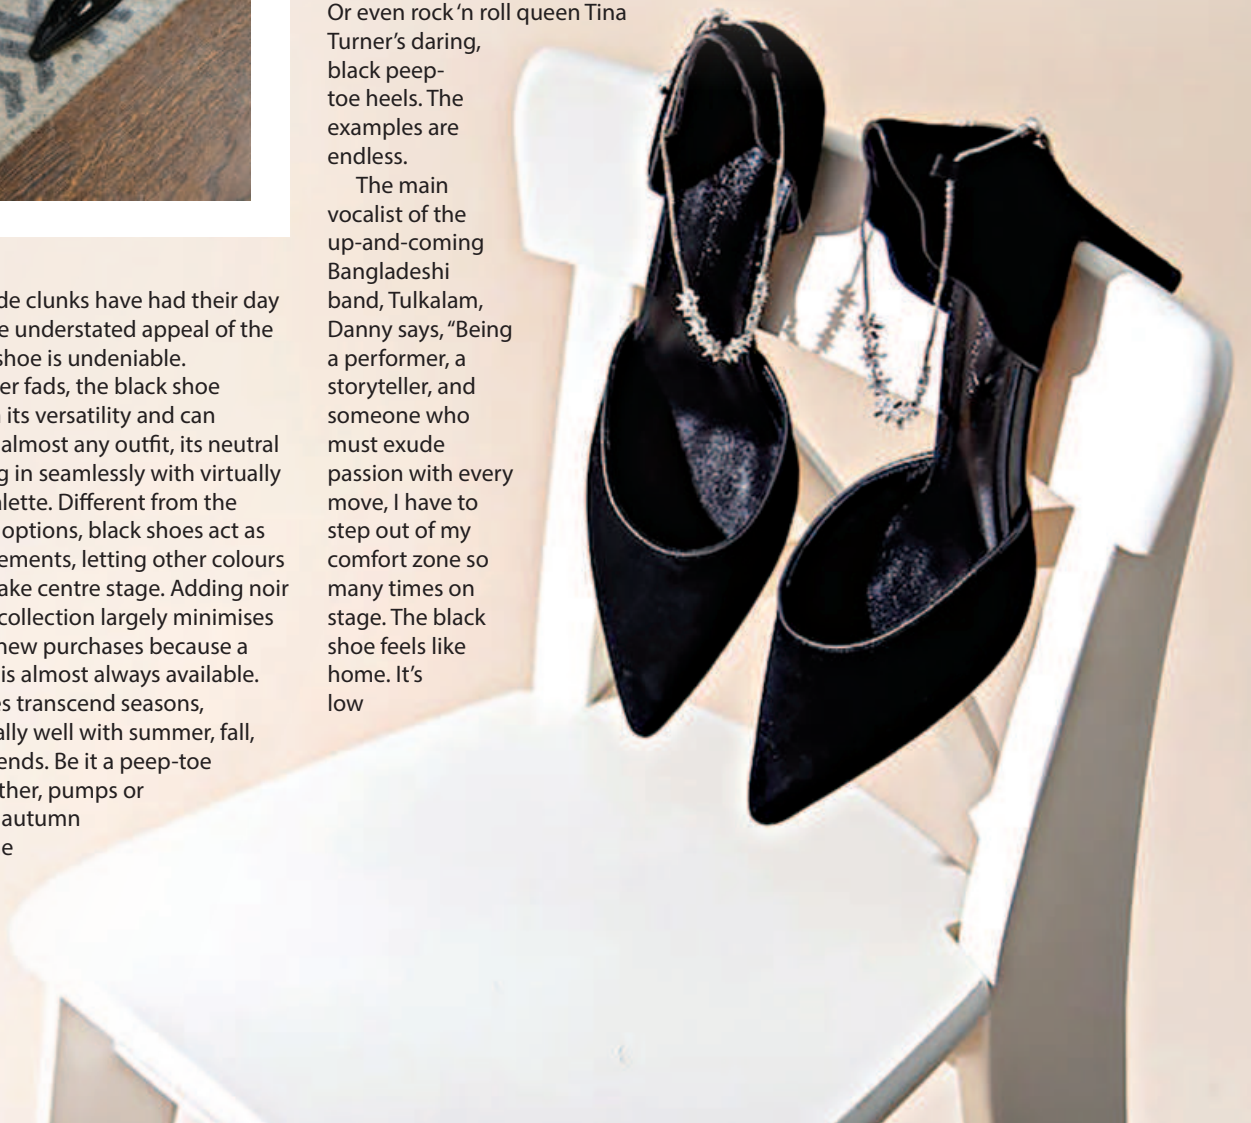 de clunks have had their day
e understated appeal of the
shoe is undeniable.
er fads, the black shoe
its versatility and can
almost any outfit, its neutral
g in seamlessly with virtually
lette. Different from the
options, black shoes act as
ements, letting other colours
ake centre stage. Adding noir
collection largely minimises
new purchases because a
is almost always available.
es transcend seasons,
ally well with summer, fall,
ends. Be it a peep-toe
ther, pumps or
autumn
e
Or even rock ‘n roll queen Tina
Turner’s daring,
black peep-
toe heels. The
examples are
endless.
The main
vocalist of the
up-and-coming
Bangladeshi
band, Tulkalam,
Danny says, “Being
a performer, a
storyteller, and
someone who
must exude
passion with every
move, I have to
step out of my
comfort zone so
many times on
stage. The black
shoe feels like
home. It’s
low